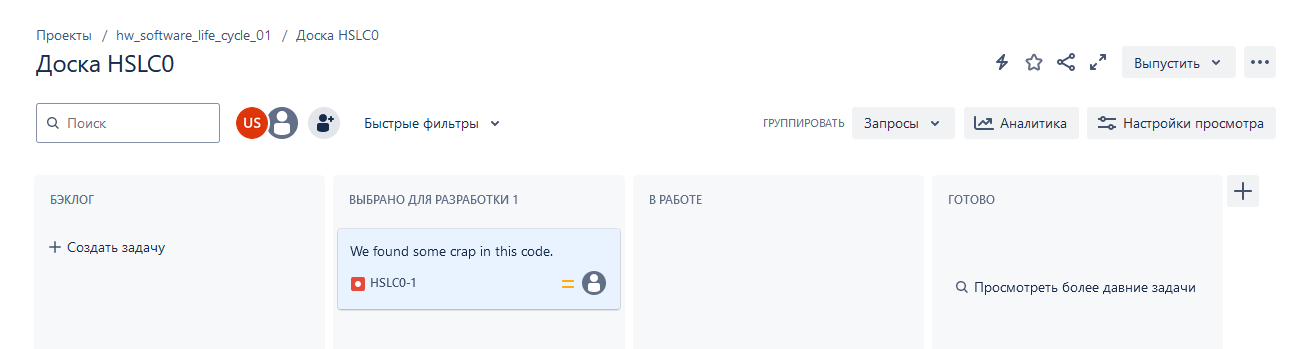 Проекты / hw_software_life_cycle_01 / Доска HSLC0
Доска HSLC0
Выпустить
Поиск
US
Быстрые фильтры
ГРУППИРОВАТЬ
Запросы
Аналитика
Настройки просмотра
БЭКЛОГ
Создать задачу
ВЫБРАНО ДЛЯ РАЗРАБОТКИ 1
We found some crap in this code.
HSLC0-1
В РАБОТЕ
ГОТОВО
Просмотреть более давние задачи